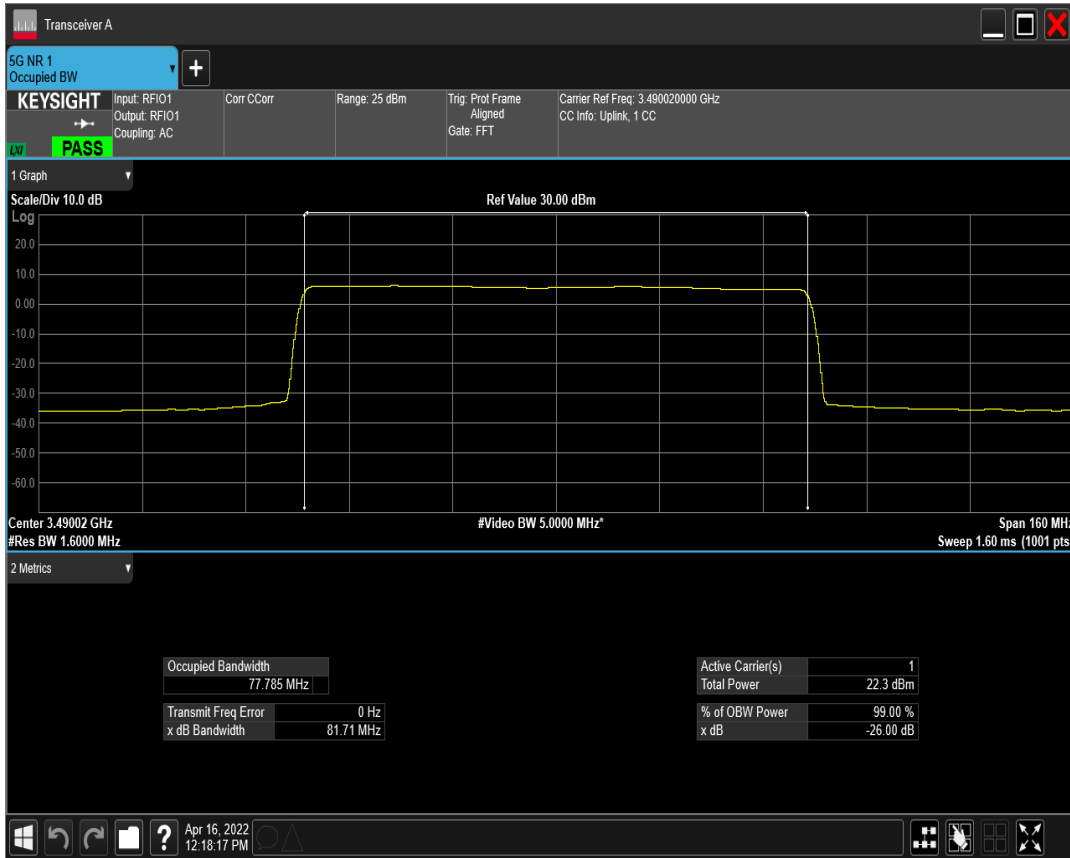 Transceiver A
5G NR 1
Occupied BW
KEYSIGHT
LXI
PASS
Input: RFIO1
Output: RFIO1
Coupling: AC
Corr CCorr
Range: 25 dBm
Trig: Prot Frame
Aligned
Gate: FFT
Carrier Ref Freq: 3.490020000 GHz
CC Info: Uplink, 1 CC
1 Graph
Scale/Div 10.0 dB
Ref Value 30.00 dBm
Log
20.0
10.0
0.00
-10.0
-20.0
-30.0
-40.0
-50.0
-60.0
Center 3.49002 GHz
#Video BW 5.0000 MHz*
Span 160 MHz
#Res BW 1.6000 MHz
Sweep 1.60 ms (1001 pts
2 Metrics
Occupied Bandwidth
77.785 MHz
Transmit Freq Error 0 Hz
x dB Bandwidth 81.71 MHz
Active Carrier(s) 1
Total Power 22.3 dBm
% of OBW Power 99.00 %
x dB -26.00 dB
?
Apr 16, 2022
12:18:17 PM